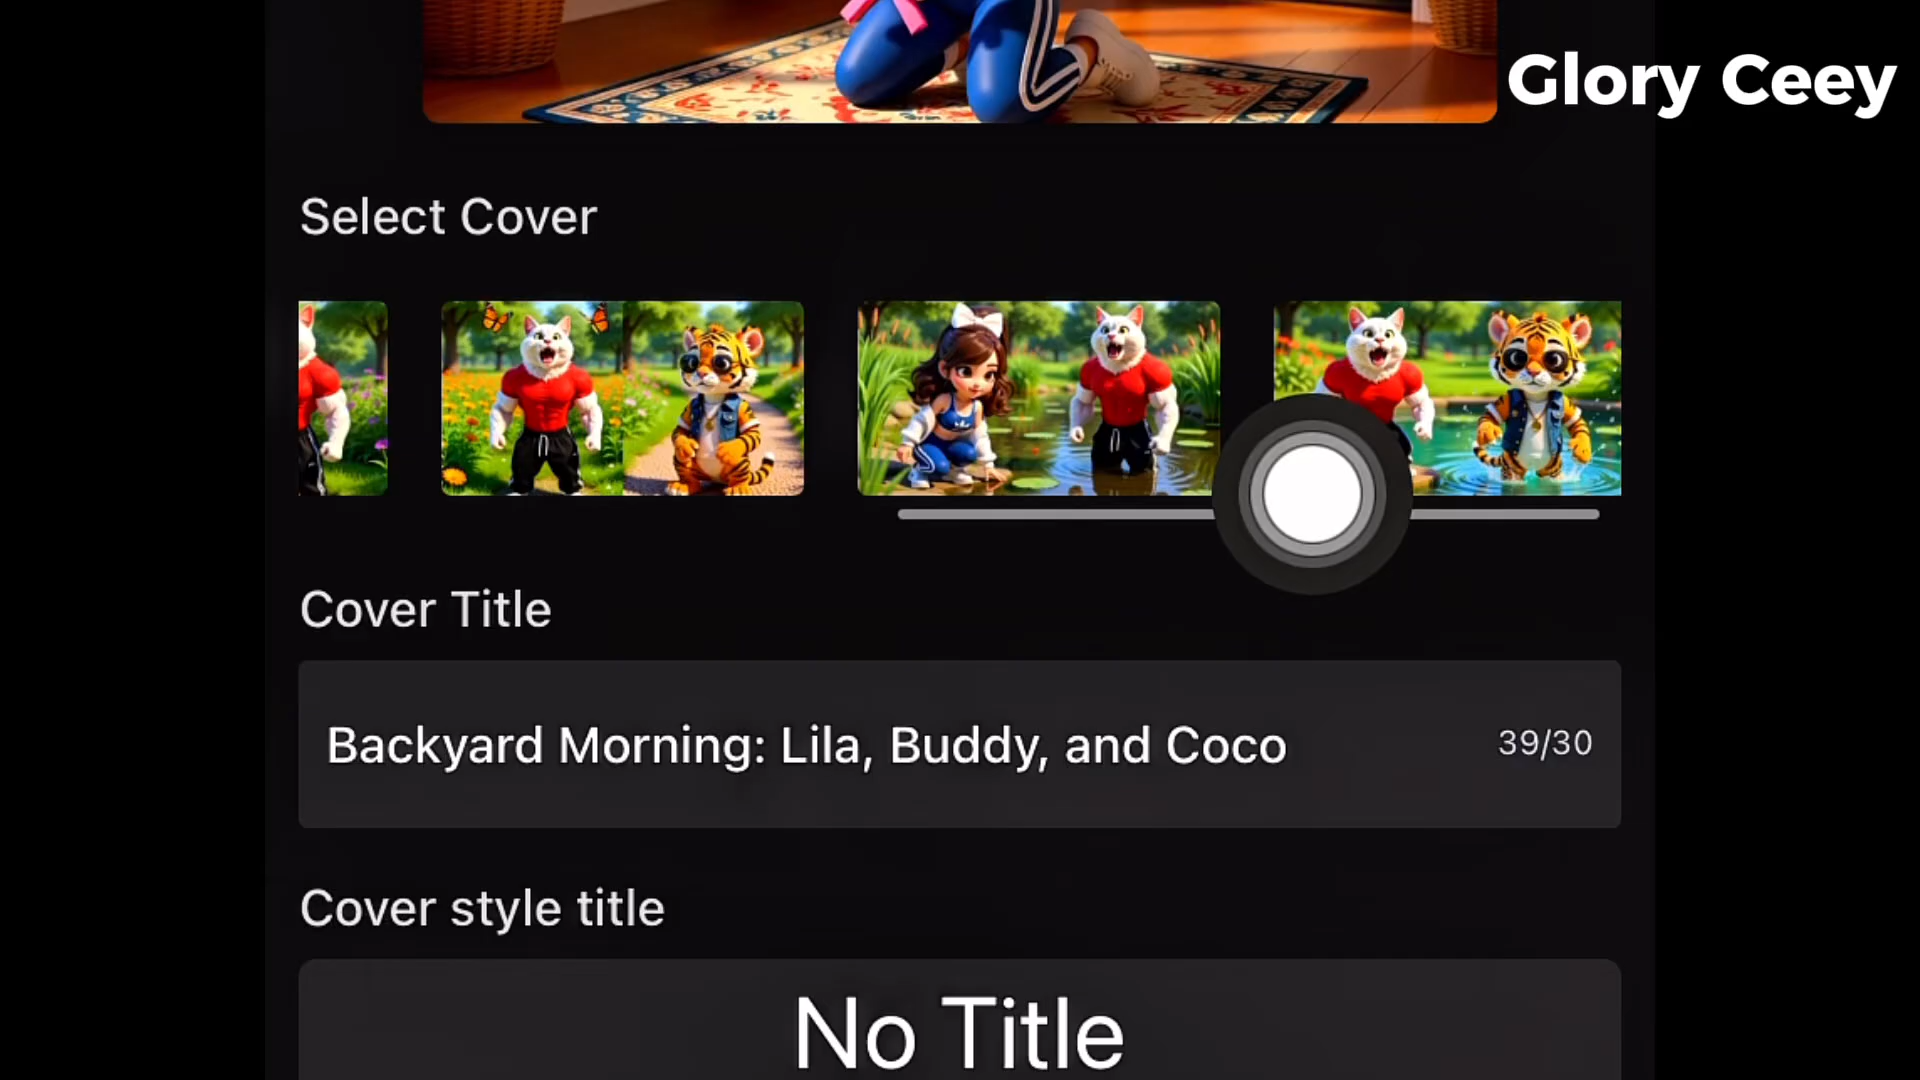 Glory Ceey
Select Cover
Cover Title
Backyard Morning: Lila, Buddy, and Coco
39/30
Cover style title
No Title